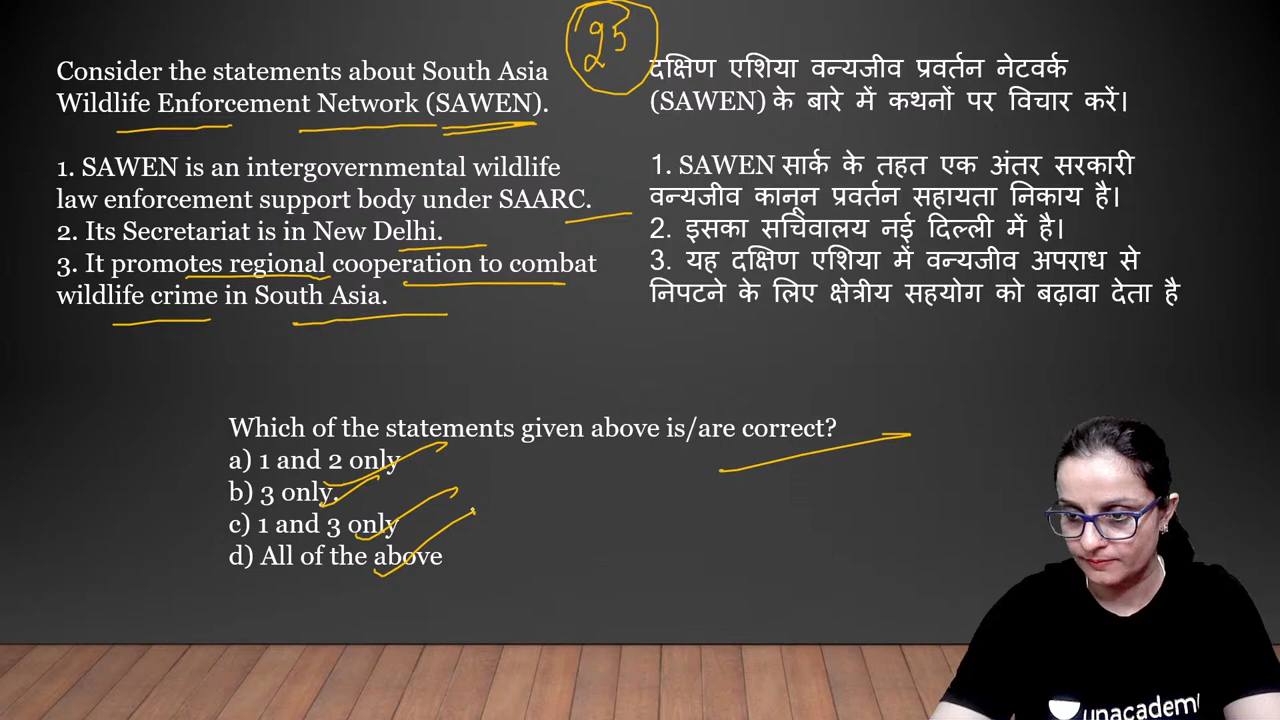 25
Consider the statements about South Asia
Wildlife Enforcement Network (SAWEN).
1. SAWEN is an intergovernmental wildlife
law enforcement support body under SAARC.
2. Its Secretariat is in New Delhi.
3. It promotes regional cooperation to combat
wildlife crime in South Asia.
दक्षिण एशिया वन्यजीव प्रवर्तन नेटवर्क
(SAWEN) के बारे में कथनों पर विचार करें।
1. SAWEN सार्क के तहत एक अंतर सरकारी
वन्यजीव कानून प्रवर्तन सहायता निकाय है।
2. इसका सचिवालय नई दिल्ली में है।
3. यह दक्षिण एशिया में वन्यजीव अपराध से
निपटने के लिए क्षेत्रीय सहयोग को बढ़ावा देता है
Which of the statements given above is/are correct?
a) 1 and 2 only
b) 3 only.
c) 1 and 3 only
d) All of the above
unacademy